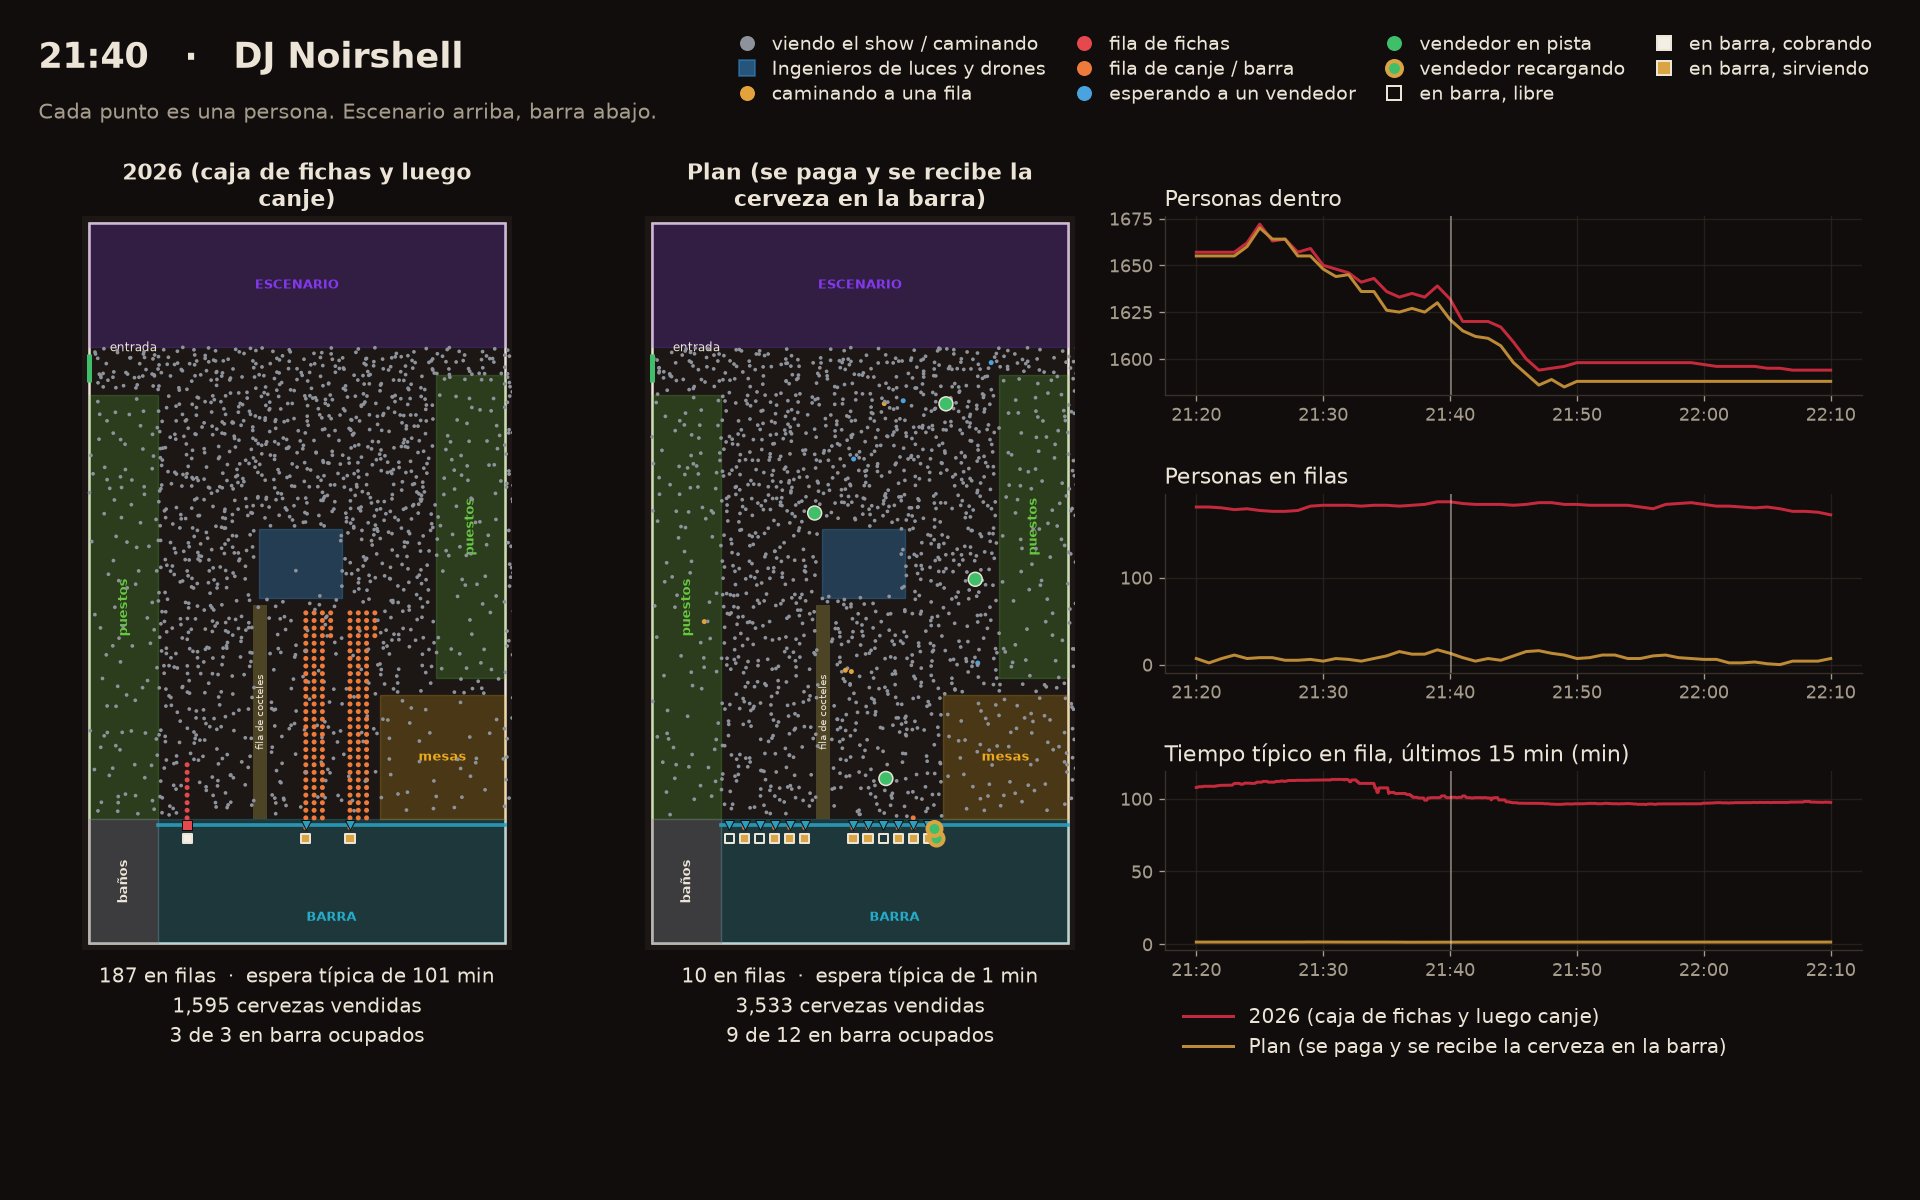 21:40 · DJ Noirshell
Cada punto es una persona. Escenario arriba, barra abajo.
viendo el show / caminando
Ingenieros de luces y drones
caminando a una fila
fila de fichas
fila de canje / barra
esperando a un vendedor
vendedor en pista
vendedor recargando
en barra, libre
en barra, cobrando
en barra, sirviendo
2026 (caja de fichas y luego
canje)
ESCENARIO
entrada
puestos
puestos
fila de cocteles
mesas
baños
BARRA
187 en filas · espera típica de 101 min
1,595 cervezas vendidas
3 de 3 en barra ocupados
Plan (se paga y se recibe la
cerveza en la barra)
ESCENARIO
entrada
puestos
puestos
fila de cocteles
mesas
baños
BARRA
10 en filas · espera típica de 1 min
3,533 cervezas vendidas
9 de 12 en barra ocupados
Personas dentro
1675
1650
1625
1600
21:20 21:30 21:40 21:50 22:00 22:10
Personas en filas
100
0
21:20 21:30 21:40 21:50 22:00 22:10
Tiempo típico en fila, últimos 15 min (min)
100
50
0
21:20 21:30 21:40 21:50 22:00 22:10
2026 (caja de fichas y luego canje)
Plan (se paga y se recibe la cerveza en la barra)